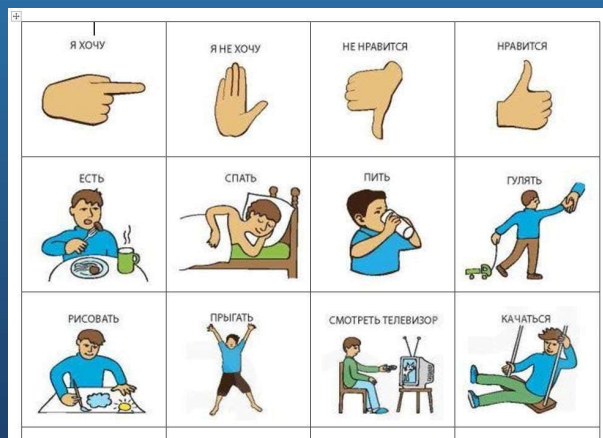 Я ХОЧУ
Я НЕ ХОЧУ
НЕ НРАВИТСЯ
НРАВИТСЯ
ЕСТЬ
СПАТЬ
ПИТЬ
ГУЛЯТЬ
РИСОВАТЬ
ПРЫГАТЬ
СМОТРЕТЬ ТЕЛЕВИЗОР
КАЧАТЬСЯ